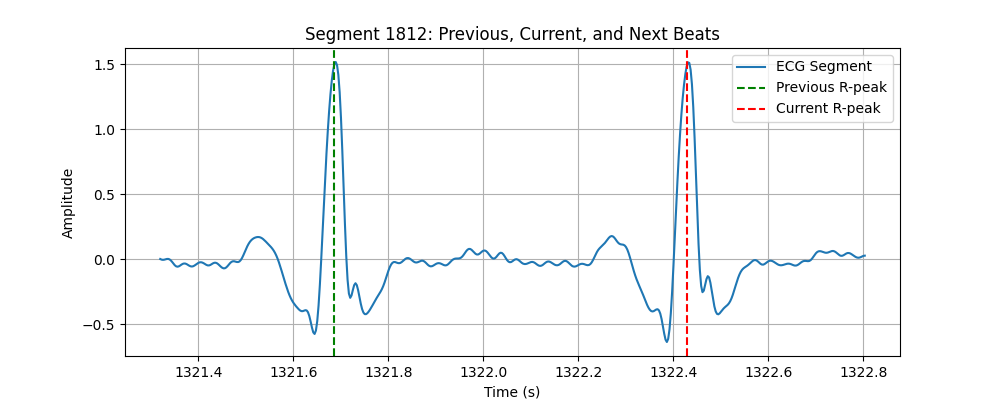 Segment 1812: Previous, Current, and Next Beats
ECG Segment
Previous R-peak
Current R-peak
Amplitude
1.5
1.0
0.5
0.0
−0.5
1321.4 1321.6 1321.8 1322.0 1322.2 1322.4 1322.6 1322.8
Time (s)